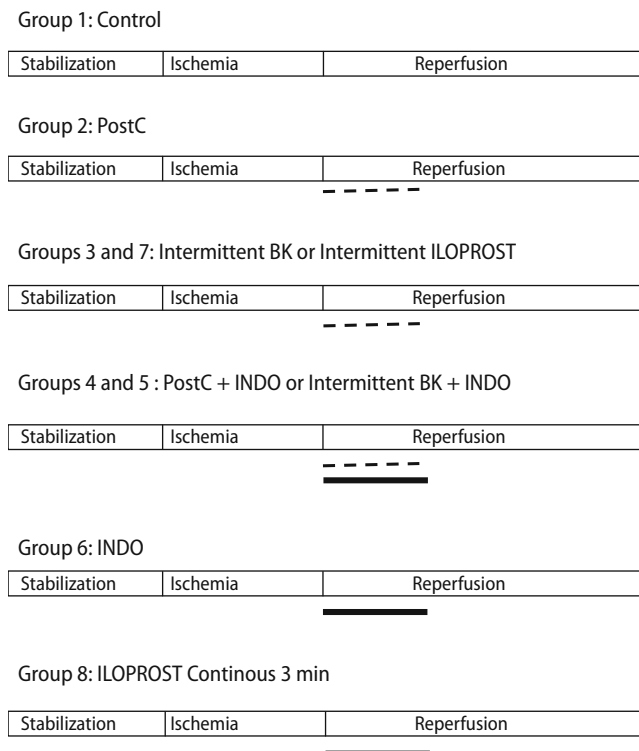 Group 1: Control
Stabilization Ischemia Reperfusion
Group 2: PostC
Stabilization Ischemia Reperfusion
Groups 3 and 7: Intermittent BK or Intermittent ILOPROST
Stabilization Ischemia Reperfusion
Groups 4 and 5 : PostC + INDO or Intermittent BK + INDO
Stabilization Ischemia Reperfusion
Group 6: INDO
Stabilization Ischemia Reperfusion
Group 8: ILOPROST Continous 3 min
Stabilization Ischemia Reperfusion